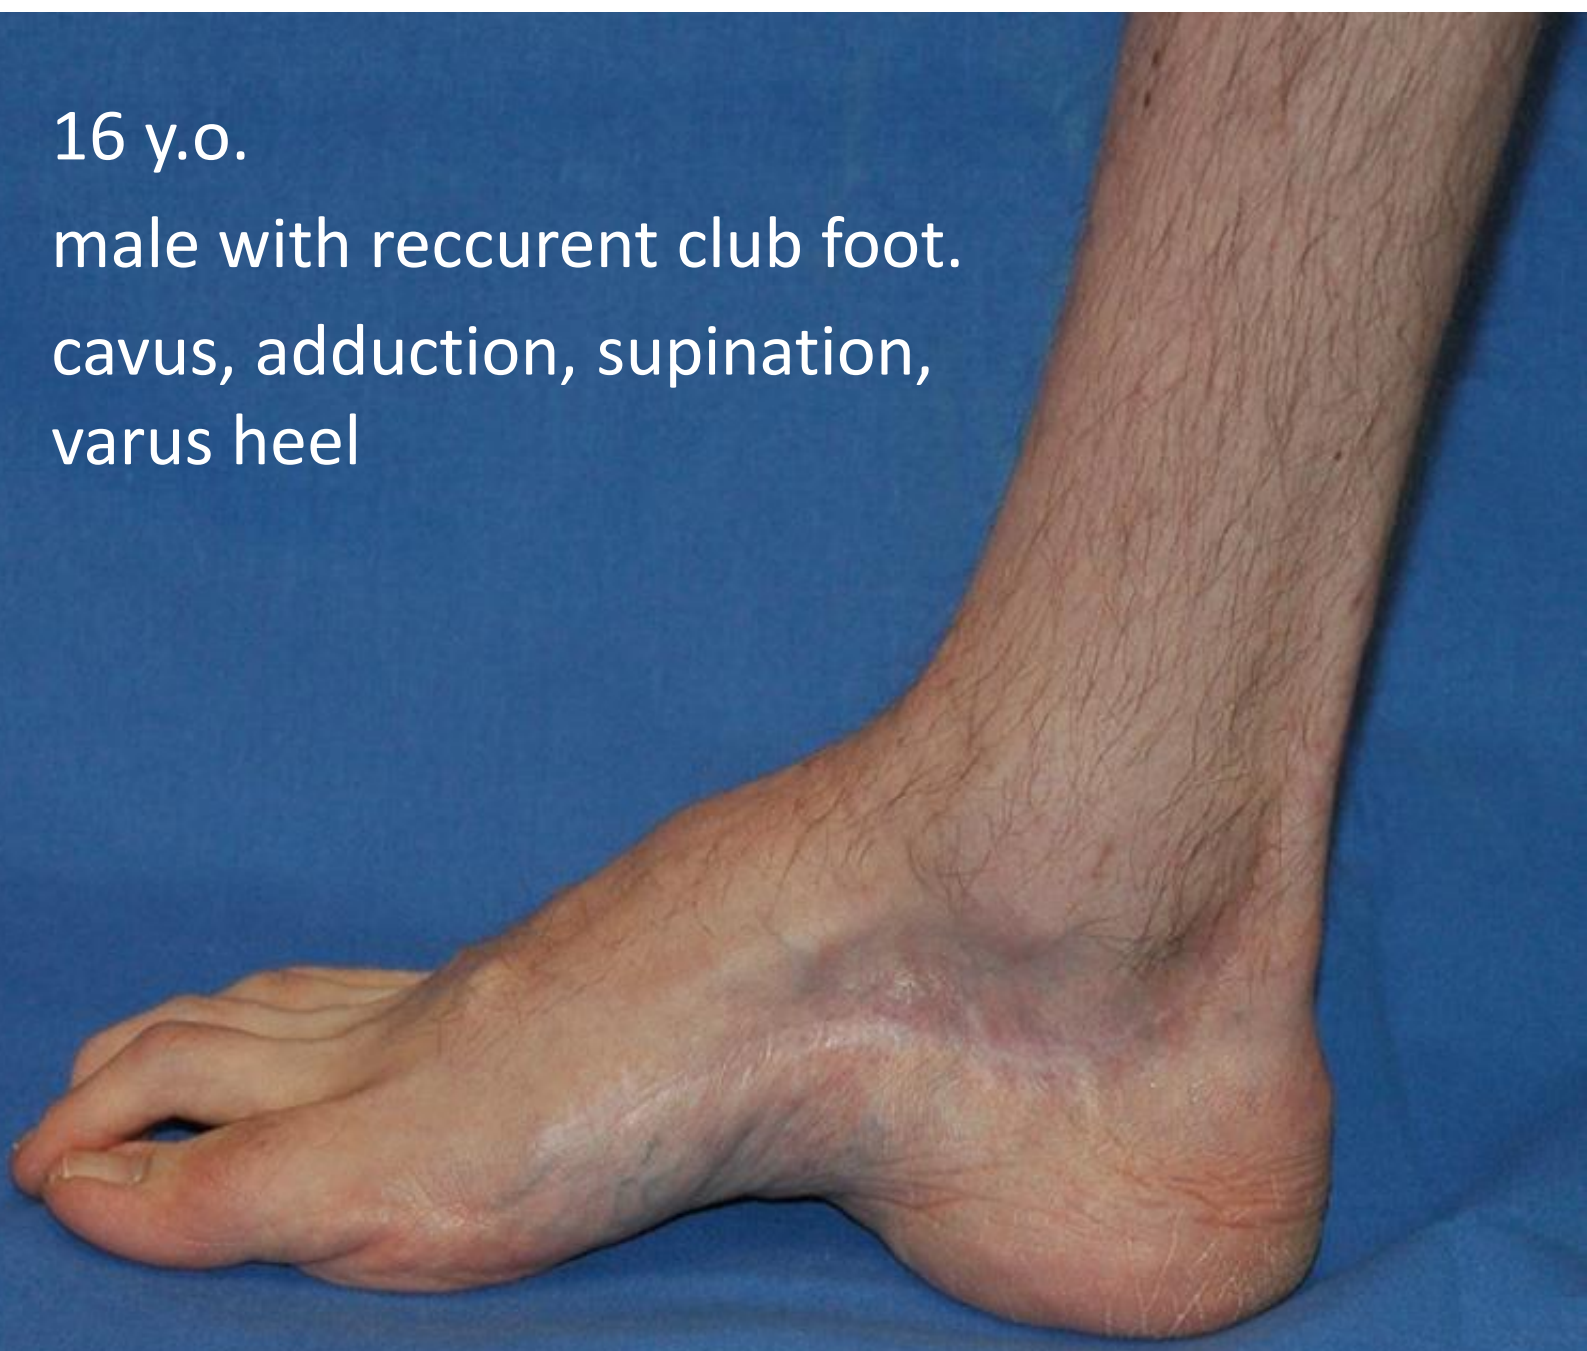 16 y.o.
male with reccurent club foot.
cavus, adduction, supination,
varus heel